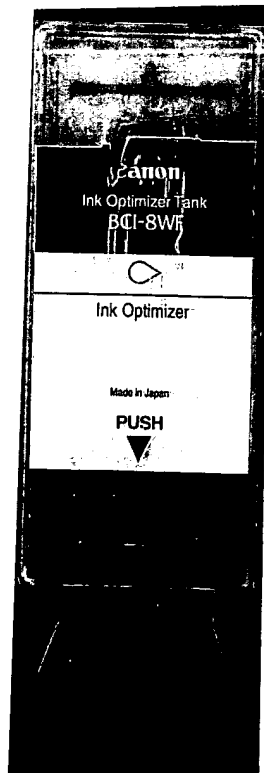 Canon
Ink Optimizer Tank
BCI-8WF
Ink Optimizer
Made in Japan
PUSH